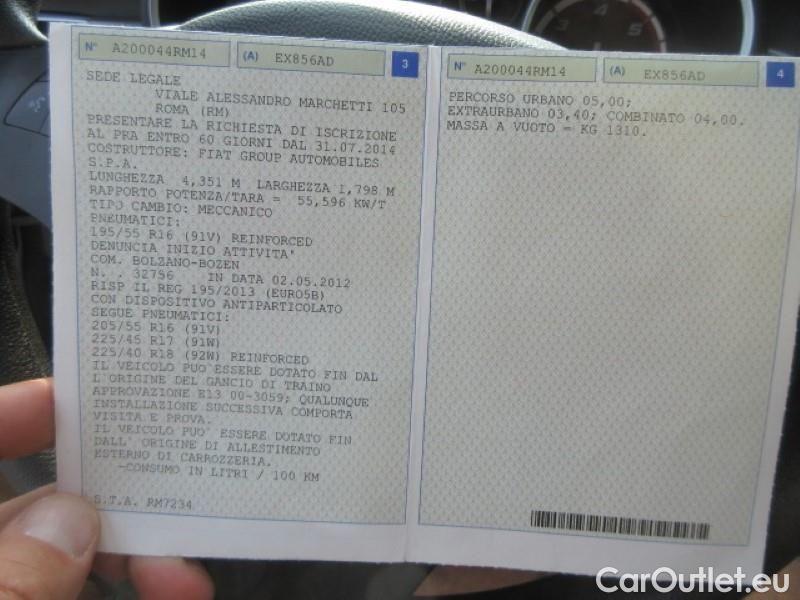 N° A200044RM14 (A) EX856AD 3
SEDE LEGALE
VIALE ALESSANDRO MARCHETTI 105
ROMA (RM)
PRESENTARE LA RICHIESTA DI ISCRIZIONE
AL PRA ENTRO 60 GIORNI DAL 31.07.2014
COSTRUTTORE: FIAT GROUP AUTOMOBILES
S.P.A.
LUNGHEZZA 4,351 M LARGHEZZA 1,798 M
RAPPORTO POTENZA/TARA = 55,596 KW/T
TIPO CAMBIO: MECCANICO
PNEUMATICI:
195/55 R16 (91V) REINFORCED
DENUNCIA INIZIO ATTIVITA'
COM. BOLZANO-BOZEN
N. . 32756 IN DATA 02.05.2012
RISP IL REG 195/2013 (EURO5B)
CON DISPOSITIVO ANTIPARTICOLATO
SEGUE PNEUMATICI:
205/55 R16 (91V)
225/45 R17 (91W)
225/40 R18 (92W) REINFORCED
IL VEICOLO PUO`ESSERE DOTATO FIN DAL
L`ORIGINE DEL GANCIO DI TRAINO
APPROVAZIONE E13 00-3059; QUALUNQUE
INSTALLAZIONE SUCCESSIVA COMPORTA
VISITA E PROVA.
IL VEICOLO PUO` ESSERE DOTATO FIN
DALL` ORIGINE DI ALLESTIMENTO
ESTERNO DI CARROZZERIA.
-CONSUMO IN LITRI / 100 KM
S.T.A. RM7234
N° A200044RM14 (A) EX856AD 4
PERCORSO URBANO 05,00;
EXTRAURBANO 03,40; COMBINATO 04,00.
MASSA A VUOTO = KG 1310.
CarOutlet.eu